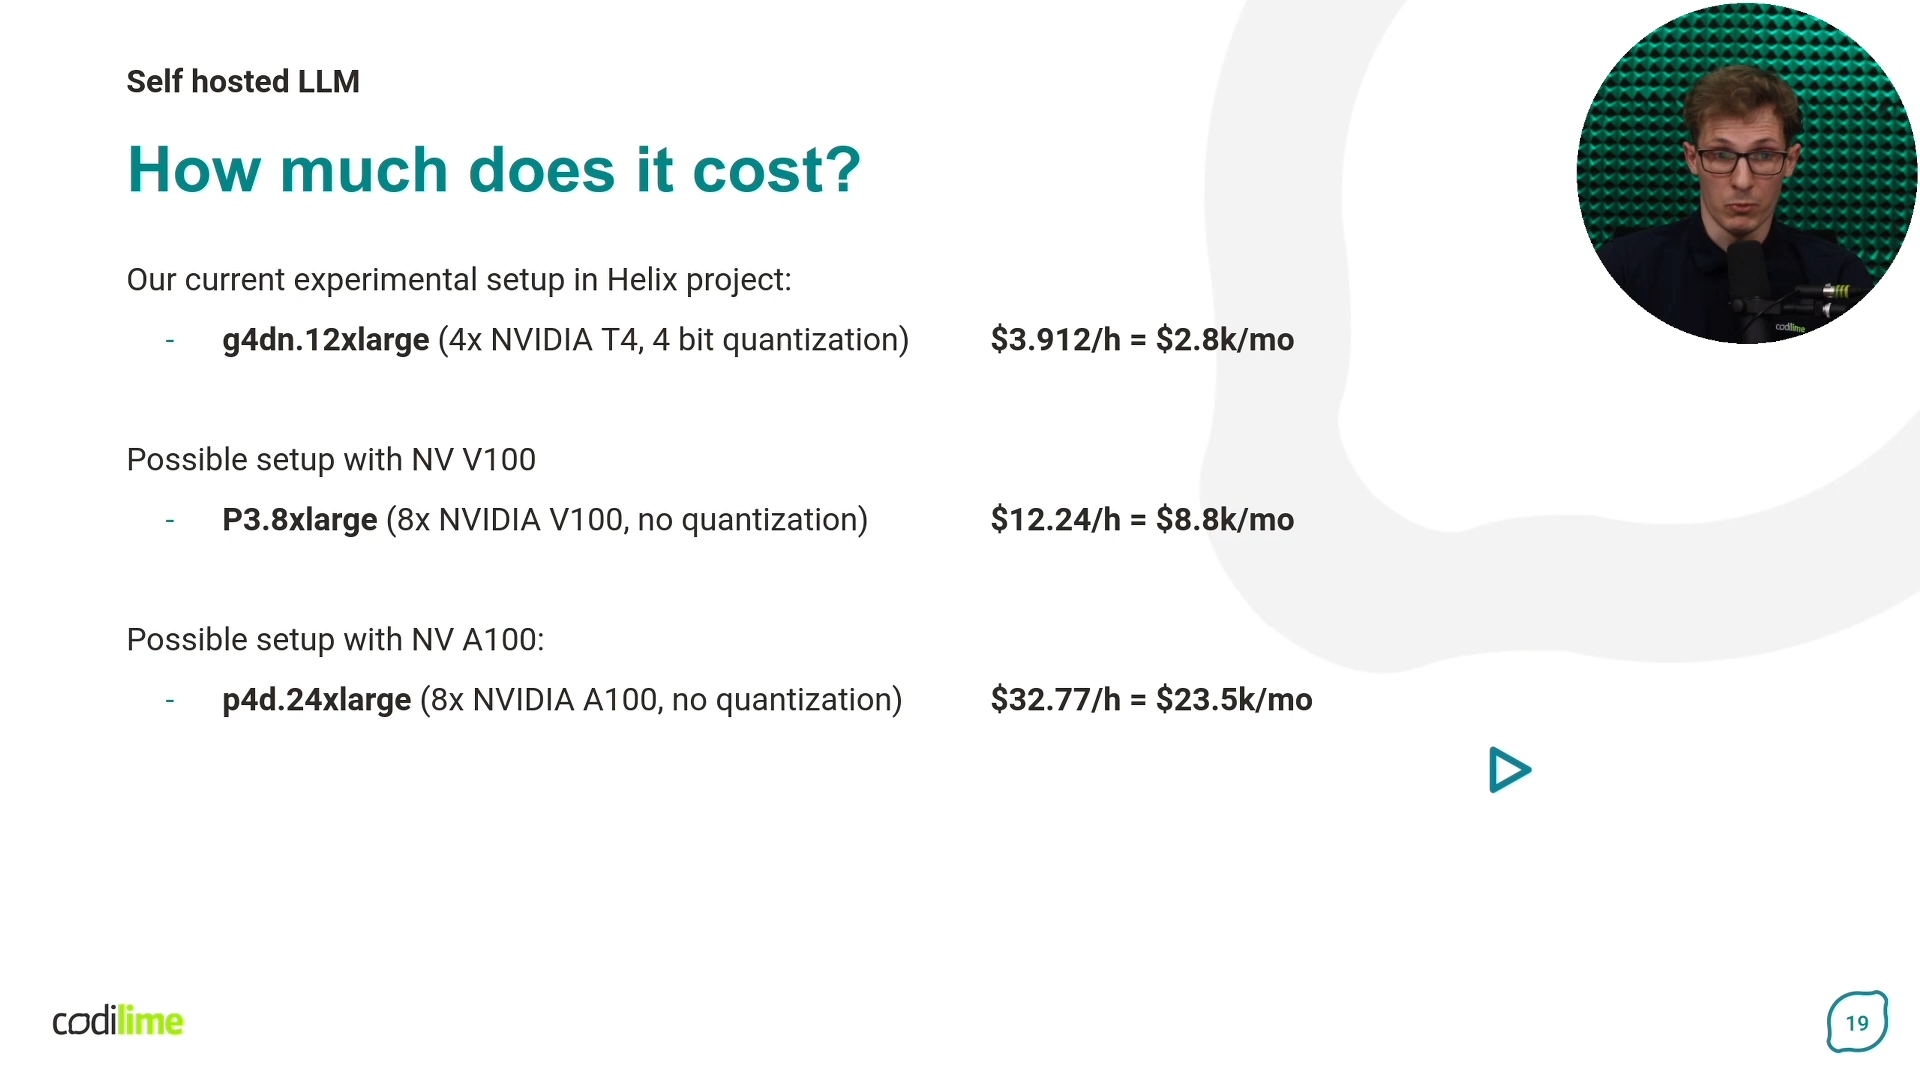 Self hosted LLM
How much does it cost?
Our current experimental setup in Helix project:
- g4dn.12xlarge (4x NVIDIA T4, 4 bit quantization) $3.912/h = $2.8k/mo
Possible setup with NV V100
- P3.8xlarge (8x NVIDIA V100, no quantization) $12.24/h = $8.8k/mo
Possible setup with NV A100:
- p4d.24xlarge (8x NVIDIA A100, no quantization) $32.77/h = $23.5k/mo
codilime
codilime
19